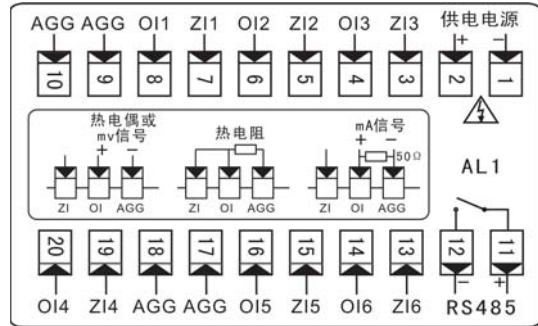 AGG AGG OI1 ZI1 OI2 ZI2 OI3 ZI3 供电电源
+ −
10 9 8 7 6 5 4 3 2 1
热电偶或
mv信号
+ −
ZI OI AGG
热电阻
ZI OI AGG
mA信号
+ −
50Ω
ZI OI AGG
AL1
20 19 18 17 16 15 14 13 12 11
− +
OI4 ZI4 AGG AGG OI5 ZI5 OI6 ZI6 RS485